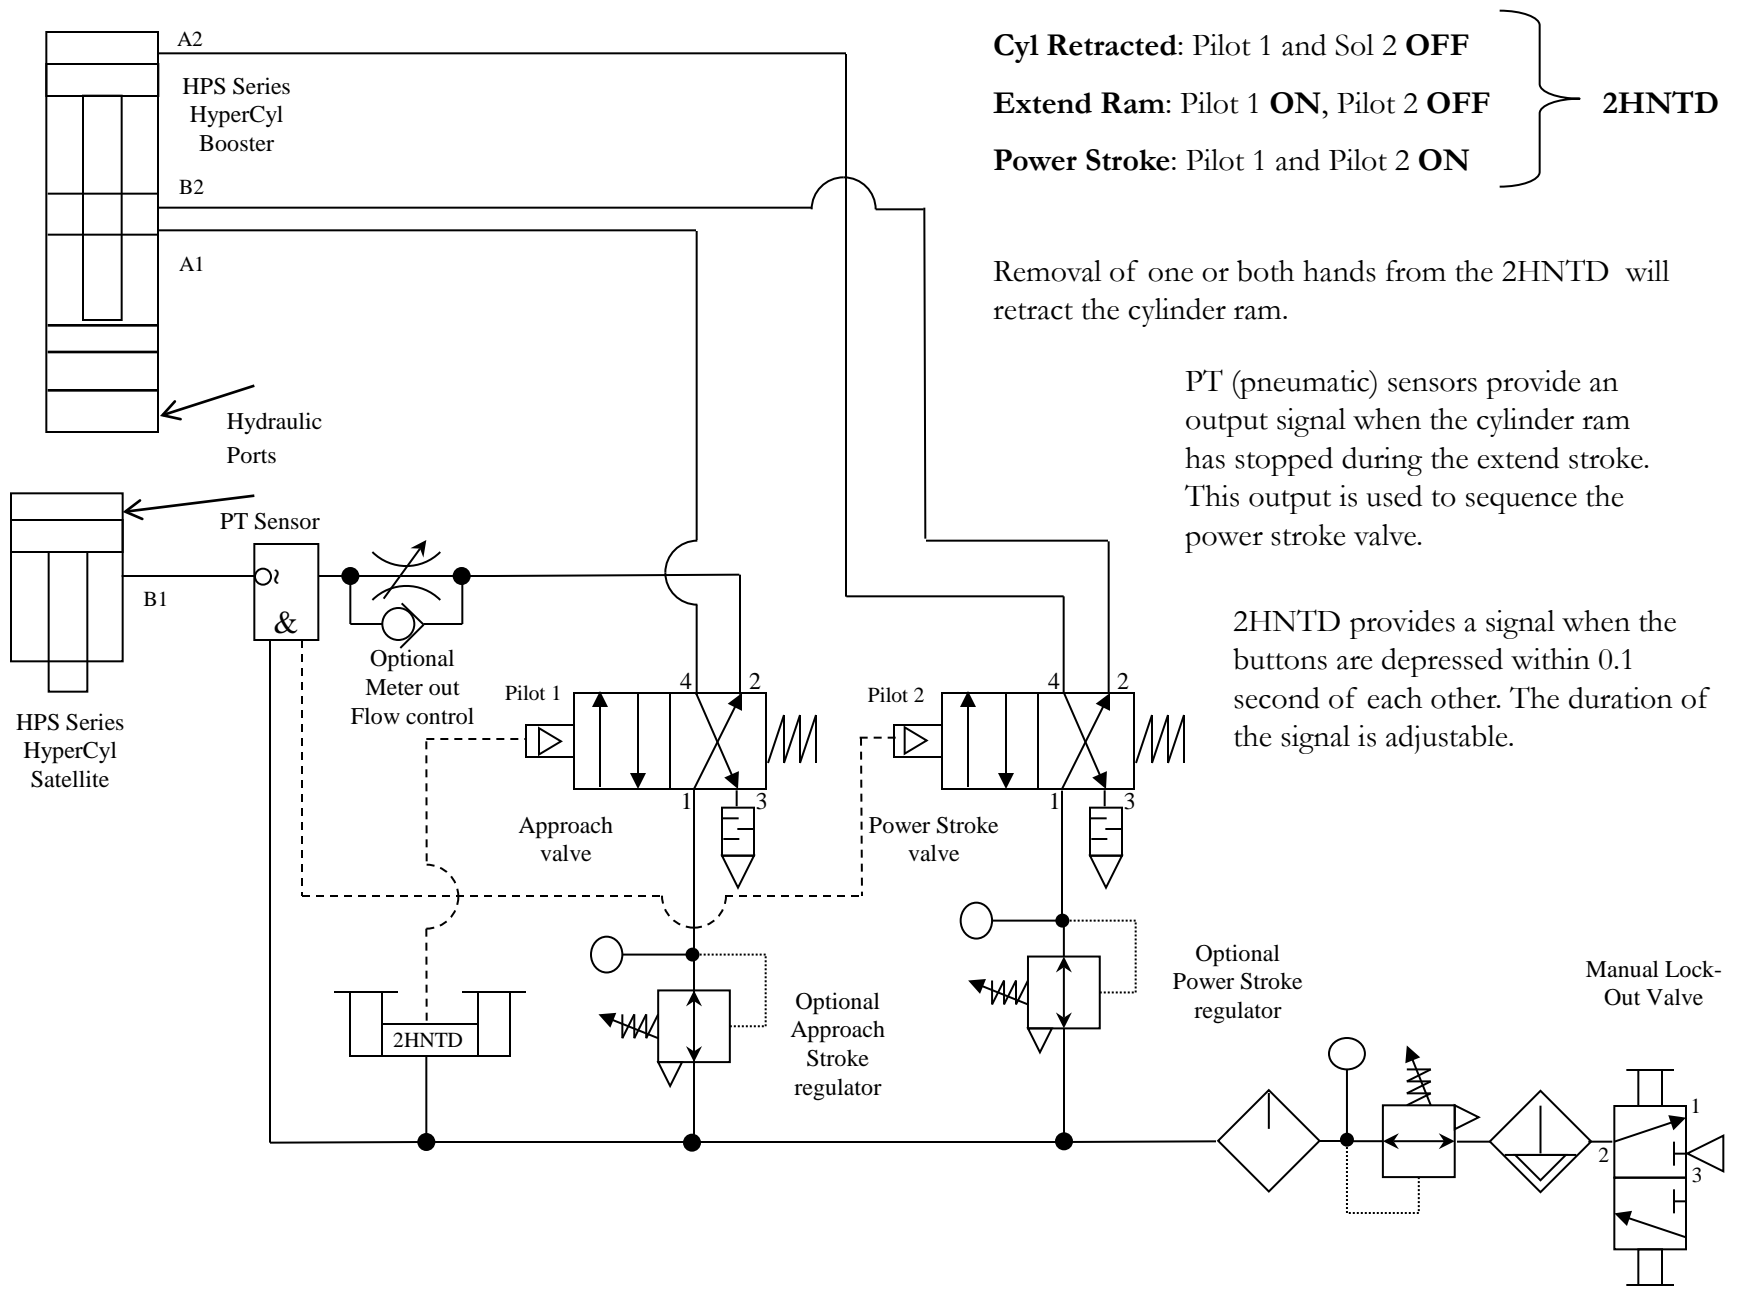 A2
HPS Series
HyperCyl
Booster
B2
A1
Hydraulic
Ports
Cyl Retracted: Pilot 1 and Sol 2 OFF
Extend Ram: Pilot 1 ON, Pilot 2 OFF
Power Stroke: Pilot 1 and Pilot 2 ON
2HNTD
Removal of one or both hands from the 2HNTD will
retract the cylinder ram.
PT (pneumatic) sensors provide an
output signal when the cylinder ram
has stopped during the extend stroke.
This output is used to sequence the
power stroke valve.
2HNTD provides a signal when the
buttons are depressed within 0.1
second of each other. The duration of
the signal is adjustable.
PT Sensor
~
&
B1
HPS Series
HyperCyl
Satellite
Optional
Meter out
Flow control
Pilot 1
4
2
1
3
Approach
valve
Pilot 2
4
2
1
3
Power Stroke
valve
2HNTD
Optional
Approach
Stroke
regulator
Optional
Power Stroke
regulator
Manual Lock-
Out Valve
1
2
3